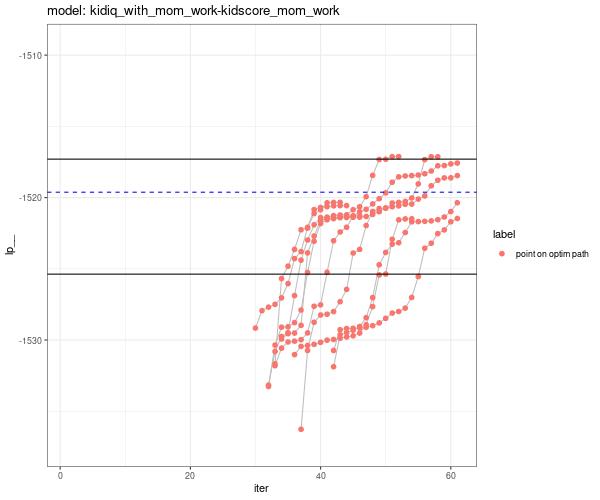 model: kidiq_with_mom_work-kidscore_mom_work
-1510
-1520
-1530
lp__
0
20
40
60
iter
label
point on optim path